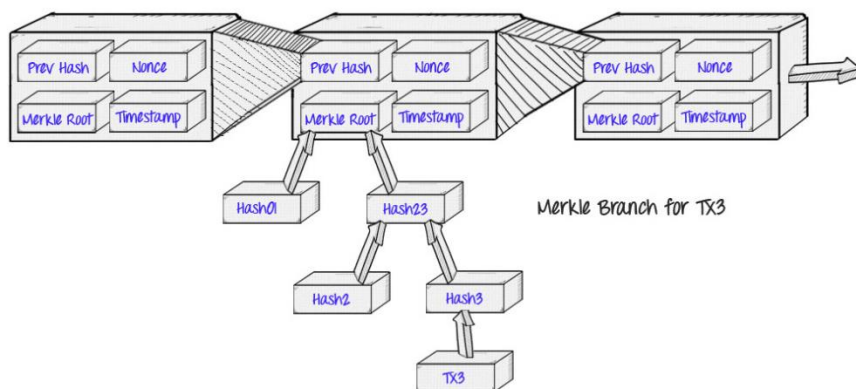 Prev Hash Nonce Prev Hash Nonce Prev Hash Nonce
Merkle Root Timestamp Merkle Root Timestamp Merkle Root Timestamp
Hash01 Hash23 Merkle Branch for Tx3
Hash2 Hash3
Tx3